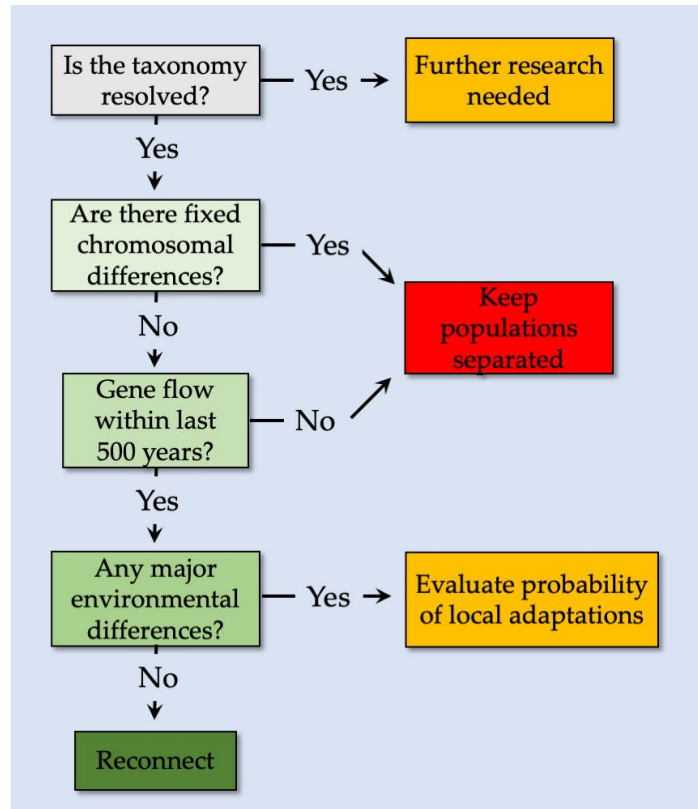 Is the taxonomy
resolved?
Yes
Further research
needed
Yes
Are there fixed
chromosomal
differences?
Yes
Keep
populations
separated
No
Gene flow
within last
500 years?
No
Yes
Any major
environmental
differences?
Yes
Evaluate probability
of local adaptations
No
Reconnect